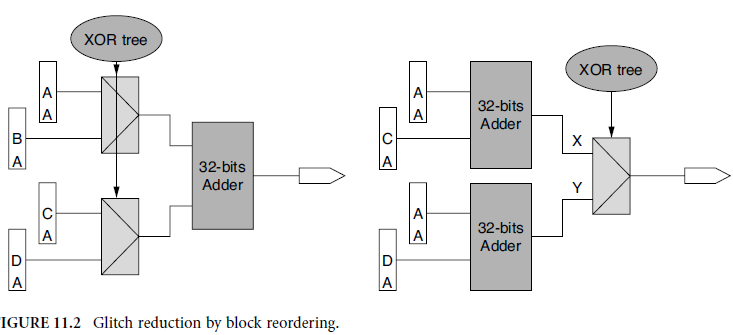 XOR tree
A
A
B
A
C
A
D
A
32-bits
Adder
XOR tree
A
A
C
A
A
A
D
A
32-bits
Adder
32-bits
Adder
X
Y
IGURE 11.2 Glitch reduction by block reordering.